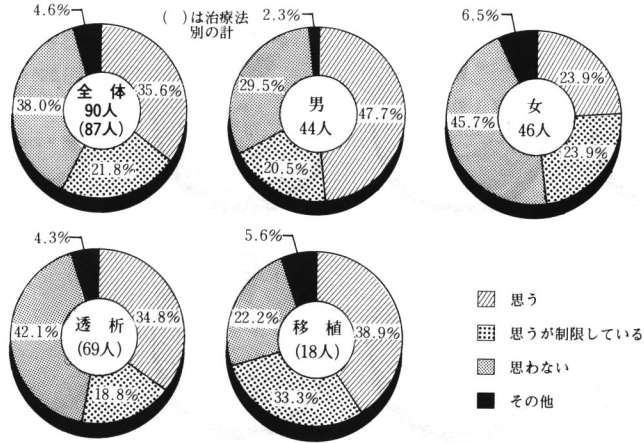 4.6%
( )は治療法
別の計
35.6%
38.0%
21.8%
全 体
90人
(87人)
2.3%
29.5%
47.7%
20.5%
男
44人
6.5%
23.9%
45.7%
23.9%
女
46人
4.3%
34.8%
42.1%
18.8%
透 析
(69人)
5.6%
22.2%
38.9%
33.3%
移 植
(18人)
思う
思うが制限している
思わない
その他